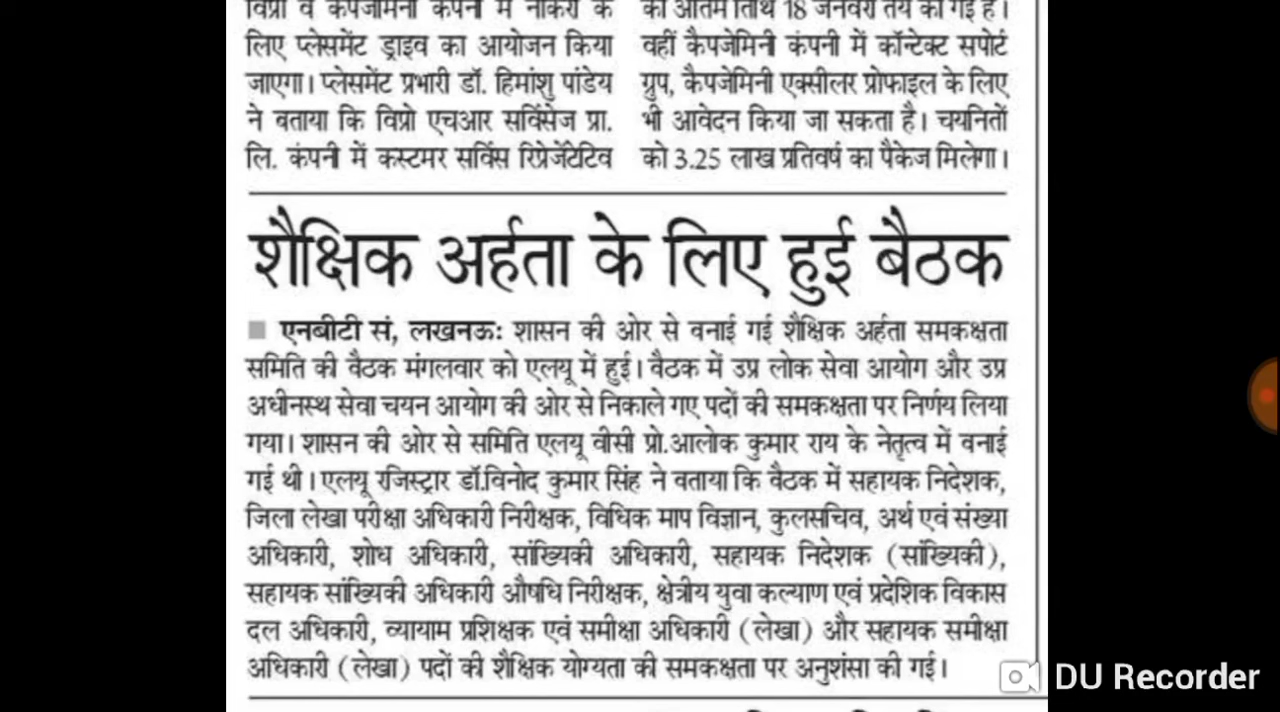 विप्रो व कैपजेमिनी कंपनी में नौकरी के
लिए प्लेसमेंट ड्राइव का आयोजन किया
जाएगा। प्लेसमेंट प्रभारी डॉ. हिमांशु पांडेय
ने बताया कि विप्रो एचआर सर्विसेज प्रा.
लि. कंपनी में कस्टमर सर्विस रिप्रेजेंटेटिव
की अंतिम तिथि 18 जनवरी तय की गई है।
वहीं कैपजेमिनी कंपनी में कॉन्टेक्ट सपोर्ट
ग्रुप, कैपजेमिनी एक्सीलर प्रोफाइल के लिए
भी आवेदन किया जा सकता है। चयनितों
को 3.25 लाख प्रतिवर्ष का पैकेज मिलेगा।
शैक्षिक अर्हता के लिए हुई बैठक
एनबीटी सं, लखनऊः शासन की ओर से बनाई गई शैक्षिक अर्हता समकक्षता
समिति की बैठक मंगलवार को एलयू में हुई। बैठक में उप्र लोक सेवा आयोग और उप्र
अधीनस्थ सेवा चयन आयोग की ओर से निकाले गए पदों की समकक्षता पर निर्णय लिया
गया। शासन की ओर से समिति एलयू वीसी प्रो.आलोक कुमार राय के नेतृत्व में बनाई
गई थी। एलयू रजिस्ट्रार डॉ.विनोद कुमार सिंह ने बताया कि बैठक में सहायक निदेशक,
जिला लेखा परीक्षा अधिकारी निरीक्षक, विधिक माप विज्ञान, कुलसचिव, अर्थ एवं संख्या
अधिकारी, शोध अधिकारी, सांख्यिकी अधिकारी, सहायक निदेशक (सांख्यिकी),
सहायक सांख्यिकी अधिकारी औषधि निरीक्षक, क्षेत्रीय युवा कल्याण एवं प्रदेशिक विकास
दल अधिकारी, व्यायाम प्रशिक्षक एवं समीक्षा अधिकारी (लेखा) और सहायक समीक्षा
अधिकारी (लेखा) पदों की शैक्षिक योग्यता की समकक्षता पर अनुशंसा की गई।
DU Recorder